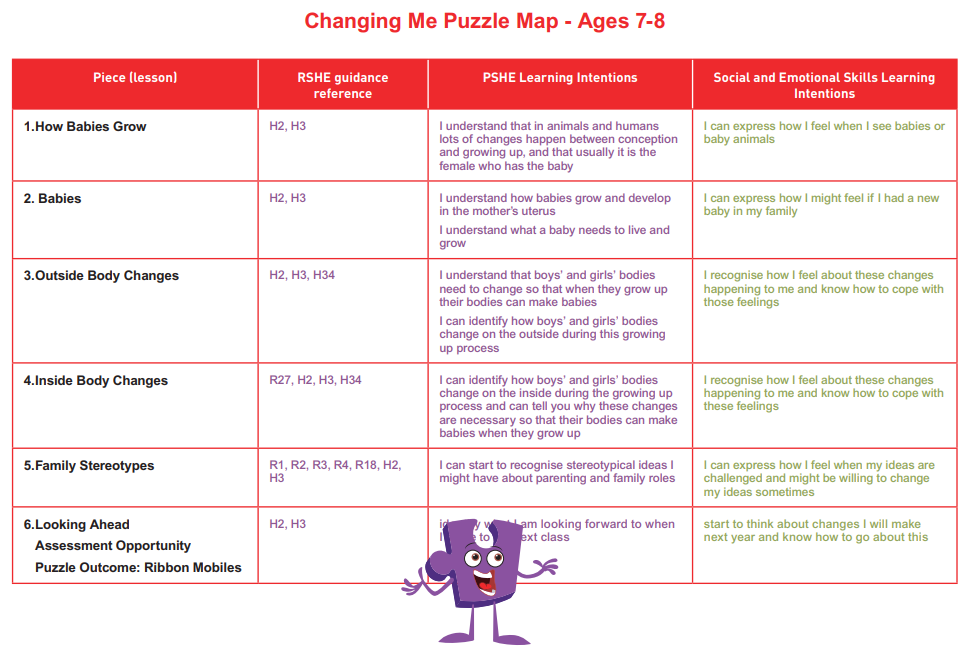 Changing Me Puzzle Map - Ages 7-8
Piece (lesson)
RSHE guidance
reference
PSHE Learning Intentions
Social and Emotional Skills Learning
Intentions
1.How Babies Grow
H2, H3
I understand that in animals and humans
lots of changes happen between conception
and growing up, and that usually it is the
female who has the baby
I can express how I feel when I see babies or
baby animals
2. Babies
H2, H3
I understand how babies grow and develop
in the mother's uterus
I understand what a baby needs to live and
grow
I can express how I might feel if I had a new
baby in my family
3.Outside Body Changes
H2, H3, H34
I understand that boys' and girls' bodies
need to change so that when they grow up
their bodies can make babies
I can identify how boys' and girls' bodies
change on the outside during this growing
up process
I recognise how I feel about these changes
happening to me and know how to cope with
those feelings
4.Inside Body Changes
R27, H2, H3, H34
I can identify how boys' and girls' bodies
change on the inside during the growing up
process and can tell you why these changes
are necessary so that their bodies can make
babies when they grow up
I recognise how I feel about these changes
happening to me and know how to cope with
these feelings
5.Family Stereotypes
R1, R2, R3, R4, R18, H2,
H3
I can start to recognise stereotypical ideas I
might have about parenting and family roles
I can express how I feel when my ideas are
challenged and might be willing to change
my ideas sometimes
6.Looking Ahead
Assessment Opportunity
Puzzle Outcome: Ribbon Mobiles
H2, H3
I am looking forward to when
I to class
start to think about changes I will make
next year and know how to go about this